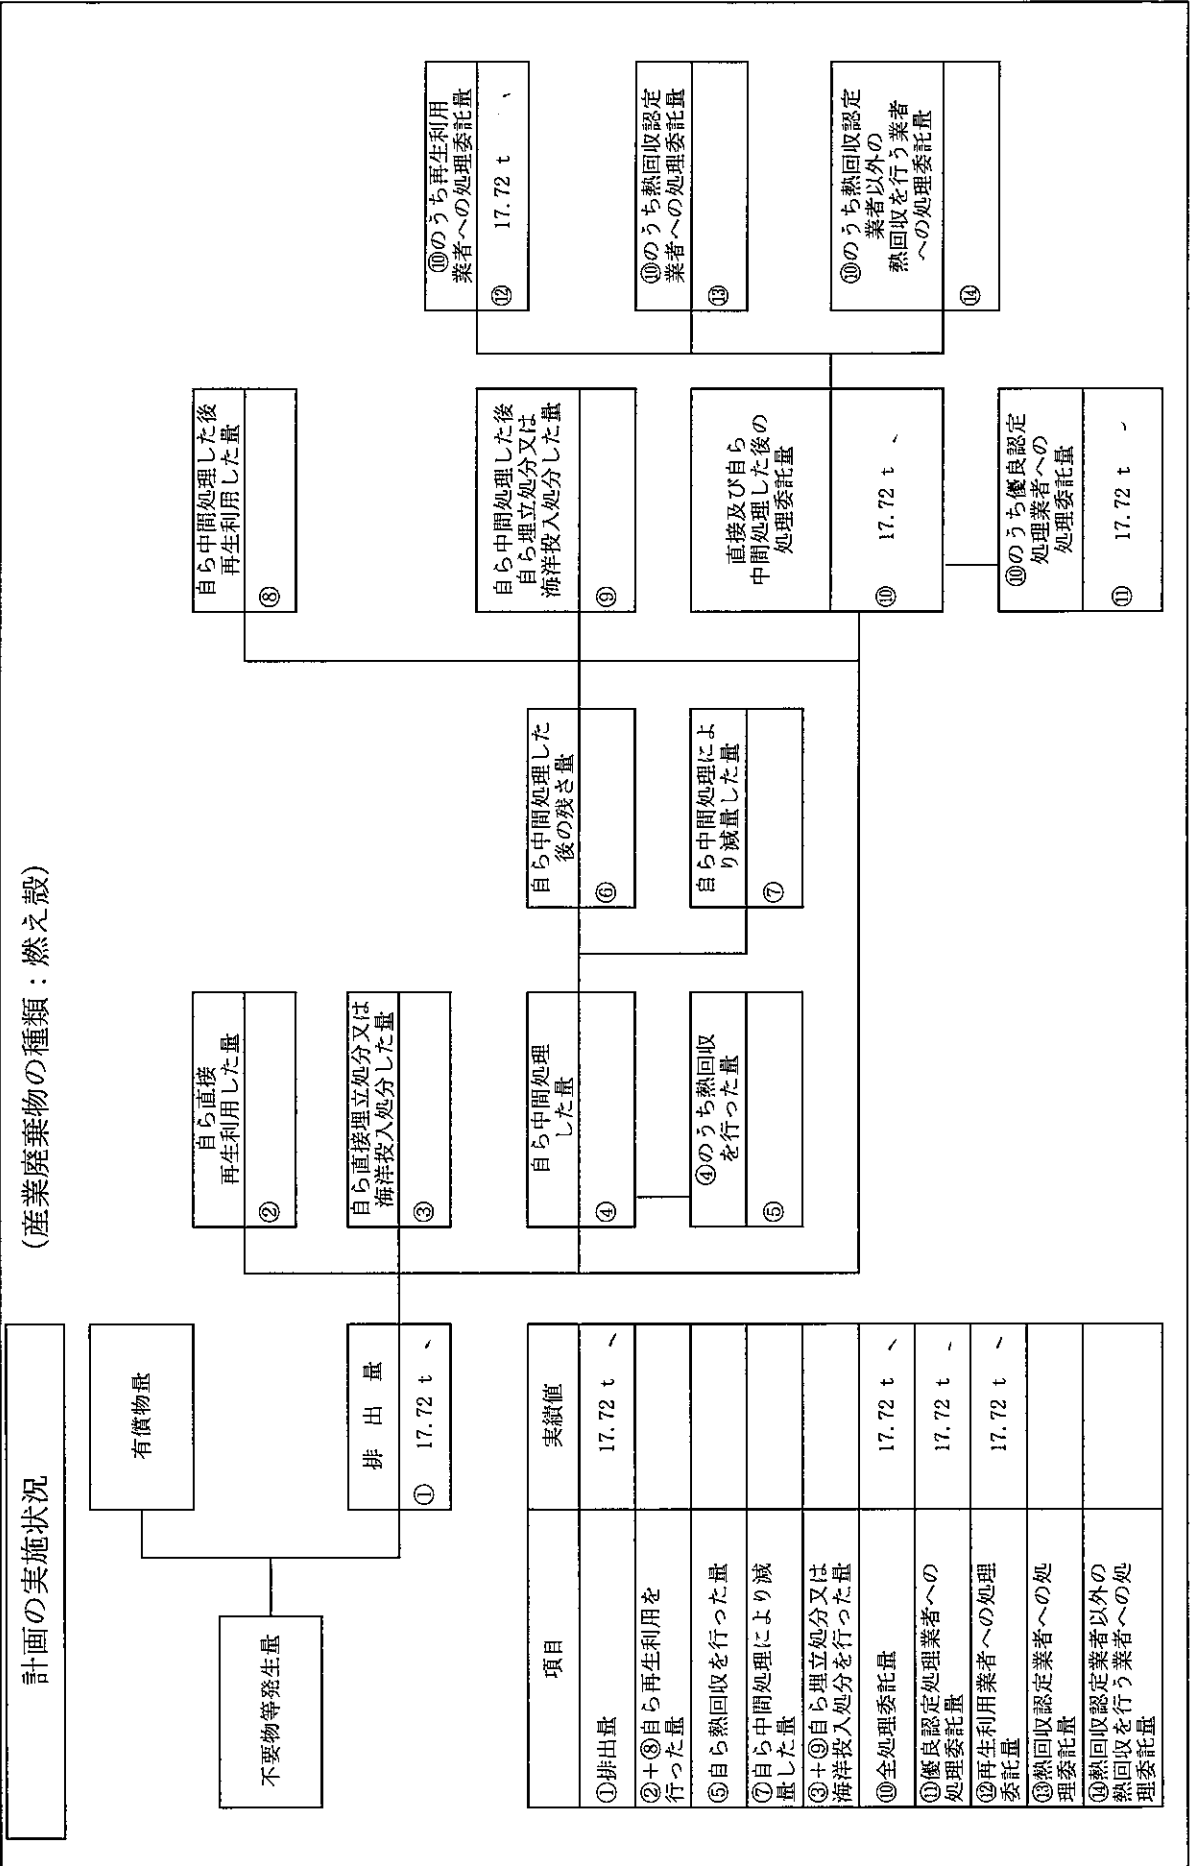 計画の実施状況
(産業廃棄物の種類：燃え殻)
不要物等発生量
有償物量
排 出 量
① 17.72 t
自ら直接
再生利用した量
②
自ら直接埋立処分又は
海洋投入処分した量
③
自ら中間処理
した量
④
④のうち熱回収
を行った量
⑤
自ら中間処理した
後の残さ量
⑥
自ら中間処理によ
り減量した量
⑦
自ら中間処理した後
再生利用した量
⑧
自ら中間処理した後
自ら埋立処分又は
海洋投入処分した量
⑨
直接及び自ら
中間処理した後の
処理委託量
⑩ 17.72 t
⑩のうち優良認定
処理業者への
処理委託量
⑪ 17.72 t
⑩のうち再生利用
業者への処理委託量
⑫ 17.72 t
⑩のうち熱回収認定
業者への処理委託量
⑬
⑩のうち熱回収認定
業者以外の
熱回収を行う業者
への処理委託量
⑭
項目 実績値
①排出量 17.72 t
②+⑧自ら再生利用を
行った量
⑤自ら熱回収を行った量
⑦自ら中間処理により減
量した量
③+⑨自ら埋立処分又は
海洋投入処分を行った量
⑩全処理委託量 17.72 t
⑪優良認定処理業者への
処理委託量 17.72 t
⑫再生利用業者への処理
委託量 17.72 t
⑬熱回収認定業者への処
理委託量
⑭熱回収認定業者以外の
熱回収を行う業者への処
理委託量